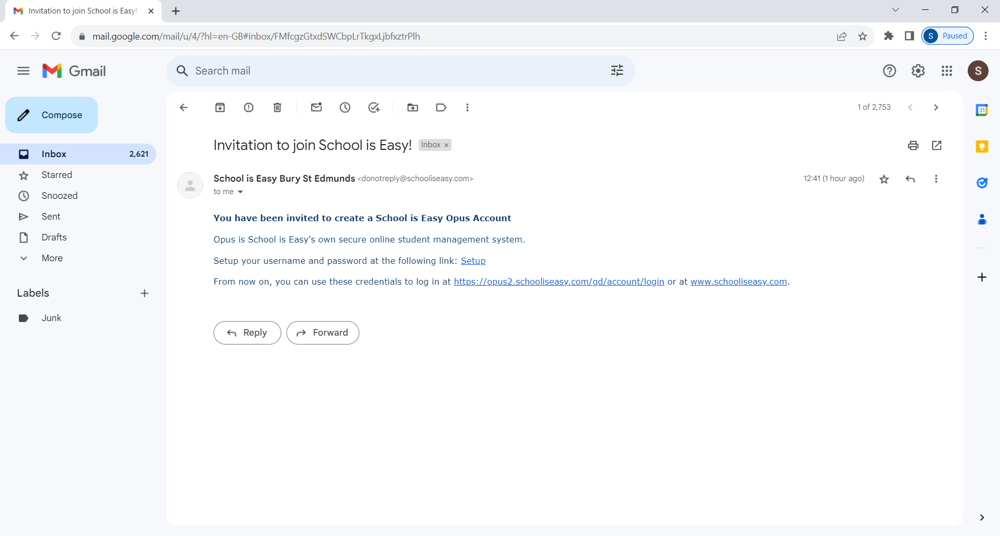 Invitation to join School is Easy!
mail.google.com/mail/u/4/?hl=en-GB#inbox/FMfcgzGtxdSWCbpLrTkgxLjbfxztrPlh
S Paused
Gmail
Search mail
S
Compose
1 of 2,753
31
Inbox 2,621
Starred
Snoozed
Sent
Drafts
More
Labels
Junk
Invitation to join School is Easy! Inbox
School is Easy Bury St Edmunds <donotreply@schooliseasy.com> 12:41 (1 hour ago)
to me
You have been invited to create a School is Easy Opus Account
Opus is School is Easy's own secure online student management system.
Setup your username and password at the following link: Setup
From now on, you can use these credentials to log in at https://opus2.schooliseasy.com/gd/account/login or at www.schooliseasy.com.
Reply Forward